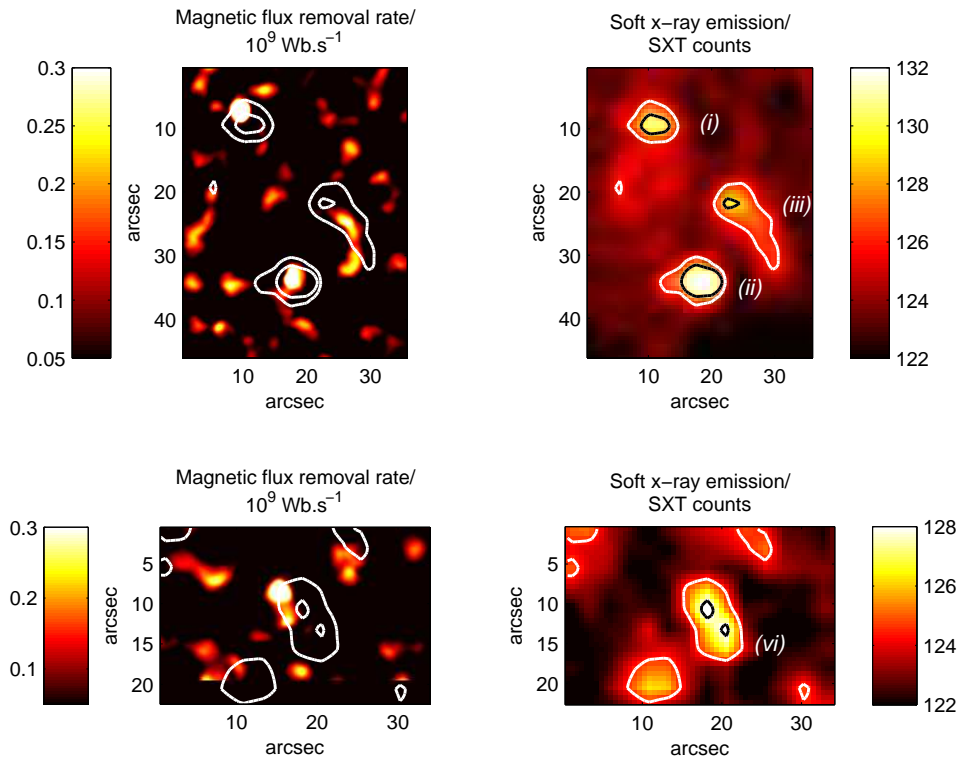 Magnetic flux removal rate/
10⁹ Wb.s⁻¹
Soft x−ray emission/
SXT counts
0.3
0.25
0.2
0.15
0.1
0.05
arcsec
10
20
30
40
10 20 30
arcsec
(i)
(iii)
(ii)
arcsec
10
20
30
40
10 20 30
arcsec
132
130
128
126
124
122
Magnetic flux removal rate/
10⁹ Wb.s⁻¹
Soft x−ray emission/
SXT counts
0.3
0.2
0.1
arcsec
5
10
15
20
10 20 30
arcsec
(vi)
arcsec
5
10
15
20
10 20 30
arcsec
128
126
124
122